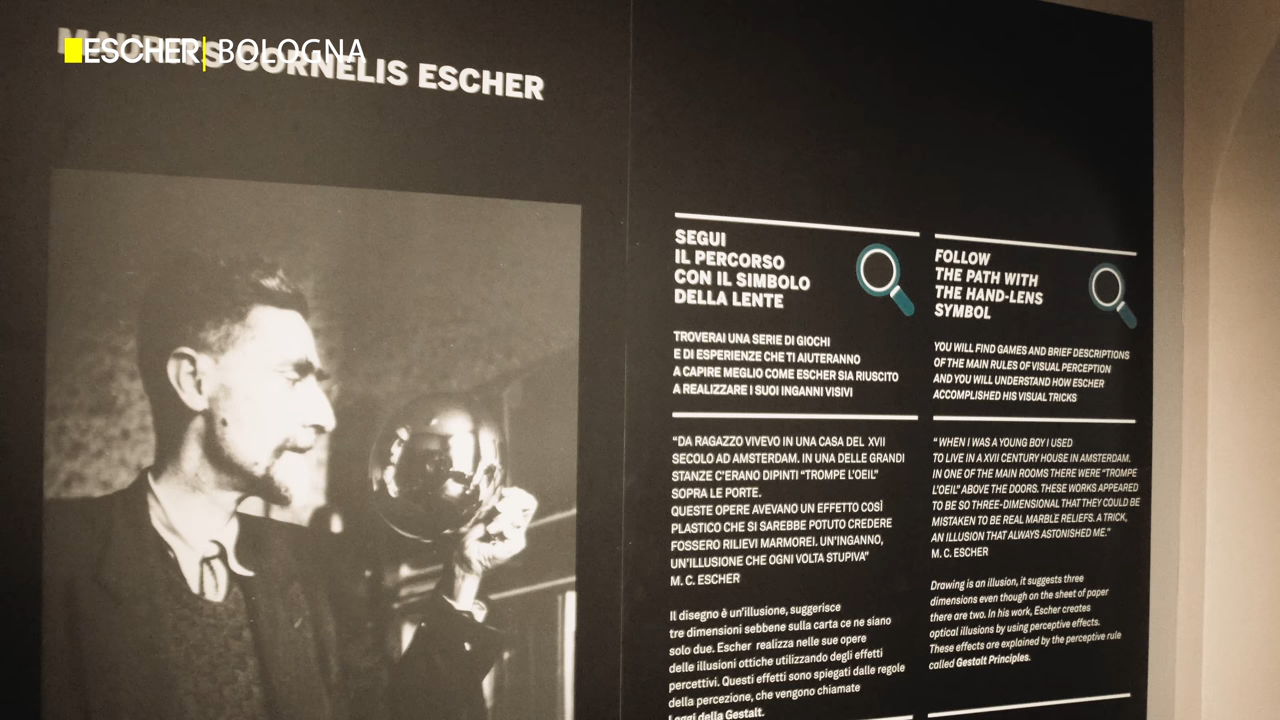 ESCHER BOLOGNA
MAURITS CORNELIS ESCHER
SEGUI
IL PERCORSO
CON IL SIMBOLO
DELLA LENTE
TROVERAI UNA SERIE DI GIOCHI
E DI ESPERIENZE CHE TI AIUTERANNO
A CAPIRE MEGLIO COME ESCHER SIA RIUSCITO
A REALIZZARE I SUOI INGANNI VISIVI
“DA RAGAZZO VIVEVO IN UNA CASA DEL XVII
SECOLO AD AMSTERDAM. IN UNA DELLE GRANDI
STANZE C’ERANO DIPINTI “TROMPE L’OEIL”
SOPRA LE PORTE.
QUESTE OPERE AVEVANO UN EFFETTO COSÌ
PLASTICO CHE SI SAREBBE POTUTO CREDERE
FOSSERO RILIEVI MARMOREI. UN’INGANNO,
UN’ILLUSIONE CHE OGNI VOLTA STUPIVA”
M. C. ESCHER
Il disegno è un’illusione, suggerisce
tre dimensioni sebbene sulla carta ce ne siano
solo due. Escher realizza nelle sue opere
delle illusioni ottiche utilizzando degli effetti
percettivi. Questi effetti sono spiegati dalle regole
della percezione, che vengono chiamate
Leggi della Gestalt.
FOLLOW
THE PATH WITH
THE HAND-LENS
SYMBOL
YOU WILL FIND GAMES AND BRIEF DESCRIPTIONS
OF THE MAIN RULES OF VISUAL PERCEPTION
AND YOU WILL UNDERSTAND HOW ESCHER
ACCOMPLISHED HIS VISUAL TRICKS
“ WHEN I WAS A YOUNG BOY I USED
TO LIVE IN A XVII CENTURY HOUSE IN AMSTERDAM.
IN ONE OF THE MAIN ROOMS THERE WERE “TROMPE
L’OEIL” ABOVE THE DOORS. THESE WORKS APPEARED
TO BE SO THREE-DIMENSIONAL THAT THEY COULD BE
MISTAKEN TO BE REAL MARBLE RELIEFS. A TRICK,
AN ILLUSION THAT ALWAYS ASTONISHED ME.”
M. C. ESCHER
Drawing is an illusion, it suggests three
dimensions even though on the sheet of paper
there are two. In his work, Escher creates
optical illusions by using perceptive effects.
These effects are explained by the perceptive rule
called Gestalt Principles.